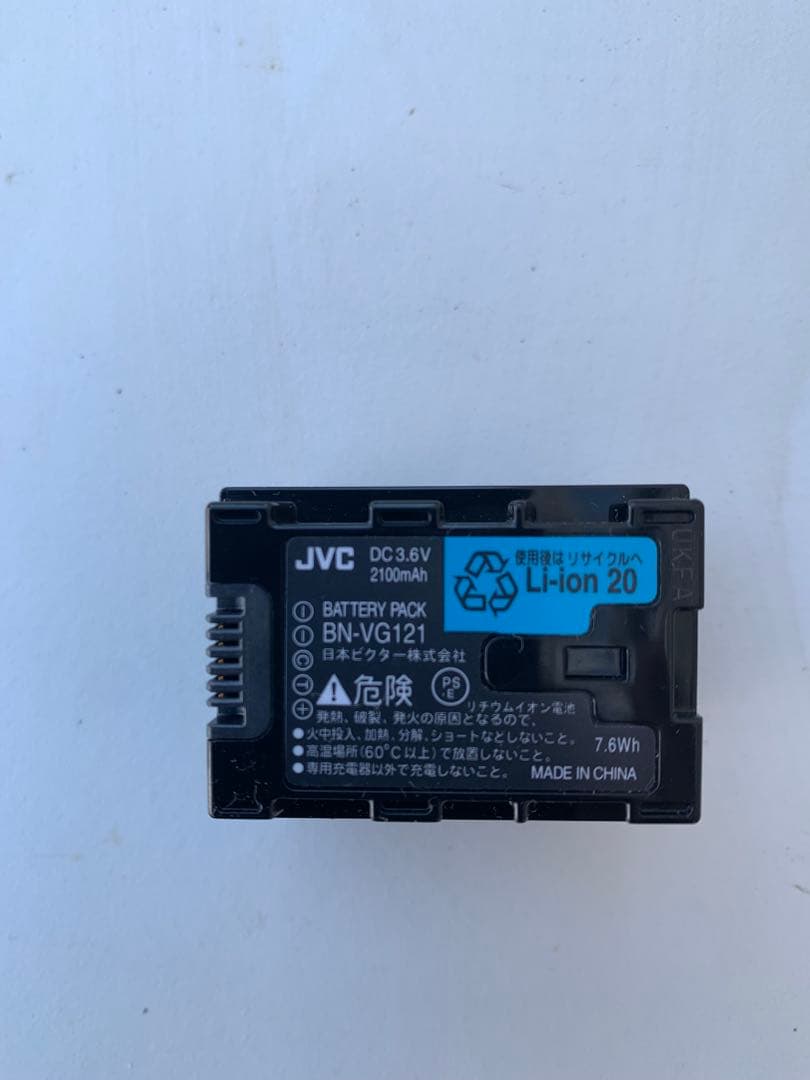 JVC
DC 3.6V
2100mAh
使用後は リサイクルへ
Li-ion 20
BATTERY PACK
BN-VG121
日本ビクター株式会社
危険
PS
E
リチウムイオン電池
発熱、破裂、発火の原因となるので、
●火中投入、加熱、分解、ショートなどしないこと。
●高温場所(60°C以上)で放置しないこと。
●専用充電器以外で充電しないこと。
7.6Wh
MADE IN CHINA
⊖
⊖
Ⓒ
Ⓣ
⊕
UKFA